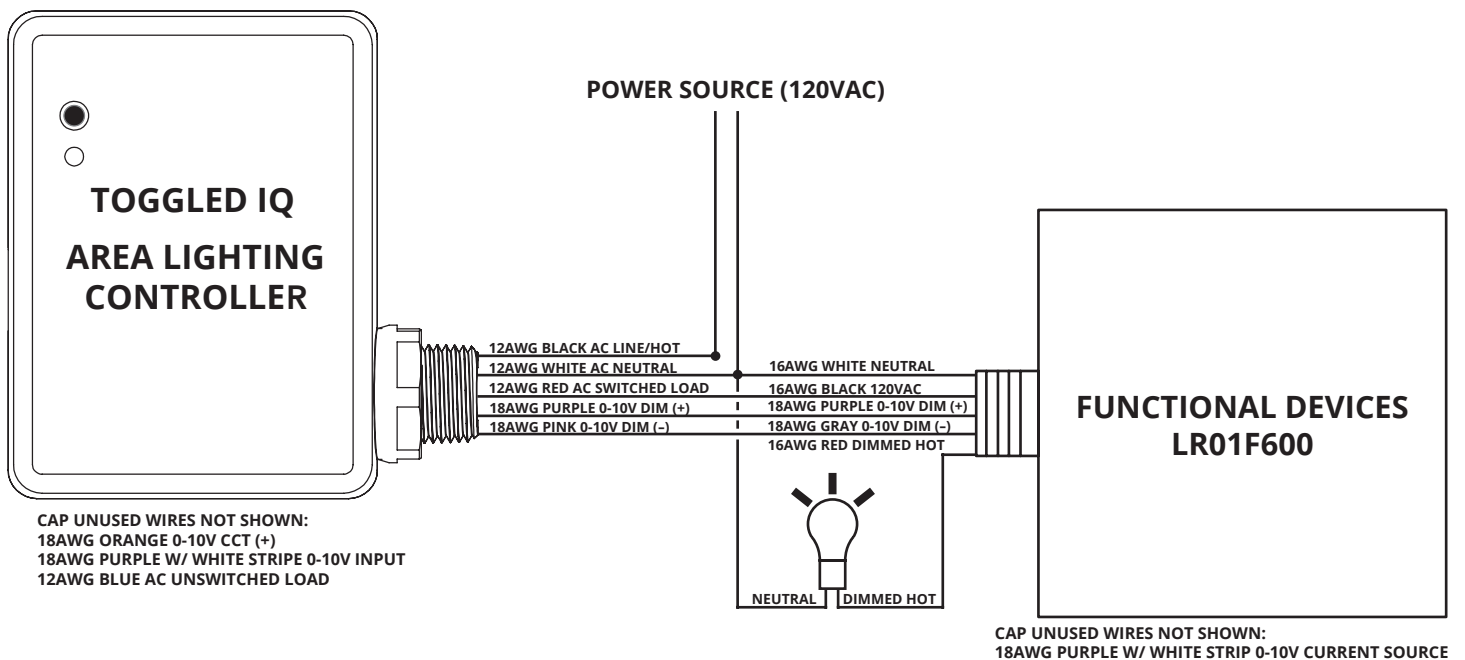 POWER SOURCE (120VAC)
TOGGLED IQ
AREA LIGHTING
CONTROLLER
12AWG BLACK AC LINE/HOT
12AWG WHITE AC NEUTRAL
12AWG RED AC SWITCHED LOAD
18AWG PURPLE 0-10V DIM (+)
18AWG PINK 0-10V DIM (–)
16AWG WHITE NEUTRAL
16AWG BLACK 120VAC
18AWG PURPLE 0-10V DIM (+)
18AWG GRAY 0-10V DIM (–)
16AWG RED DIMMED HOT
FUNCTIONAL DEVICES
LR01F600
NEUTRAL
DIMMED HOT
CAP UNUSED WIRES NOT SHOWN:
18AWG ORANGE 0-10V CCT (+)
18AWG PURPLE W/ WHITE STRIPE 0-10V INPUT
12AWG BLUE AC UNSWITCHED LOAD
CAP UNUSED WIRES NOT SHOWN:
18AWG PURPLE W/ WHITE STRIP 0-10V CURRENT SOURCE